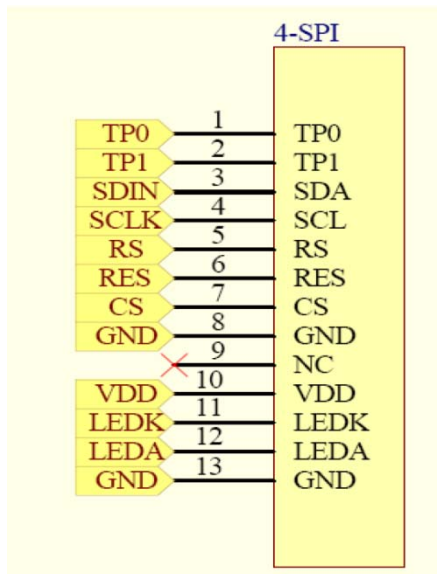 4-SPI
TP0 1 TP0
TP1 2 TP1
SDIN 3 SDA
SCLK 4 SCL
RS 5 RS
RES 6 RES
CS 7 CS
GND 8 GND
9 NC
VDD 10 VDD
LEDK 11 LEDK
LEDA 12 LEDA
GND 13 GND